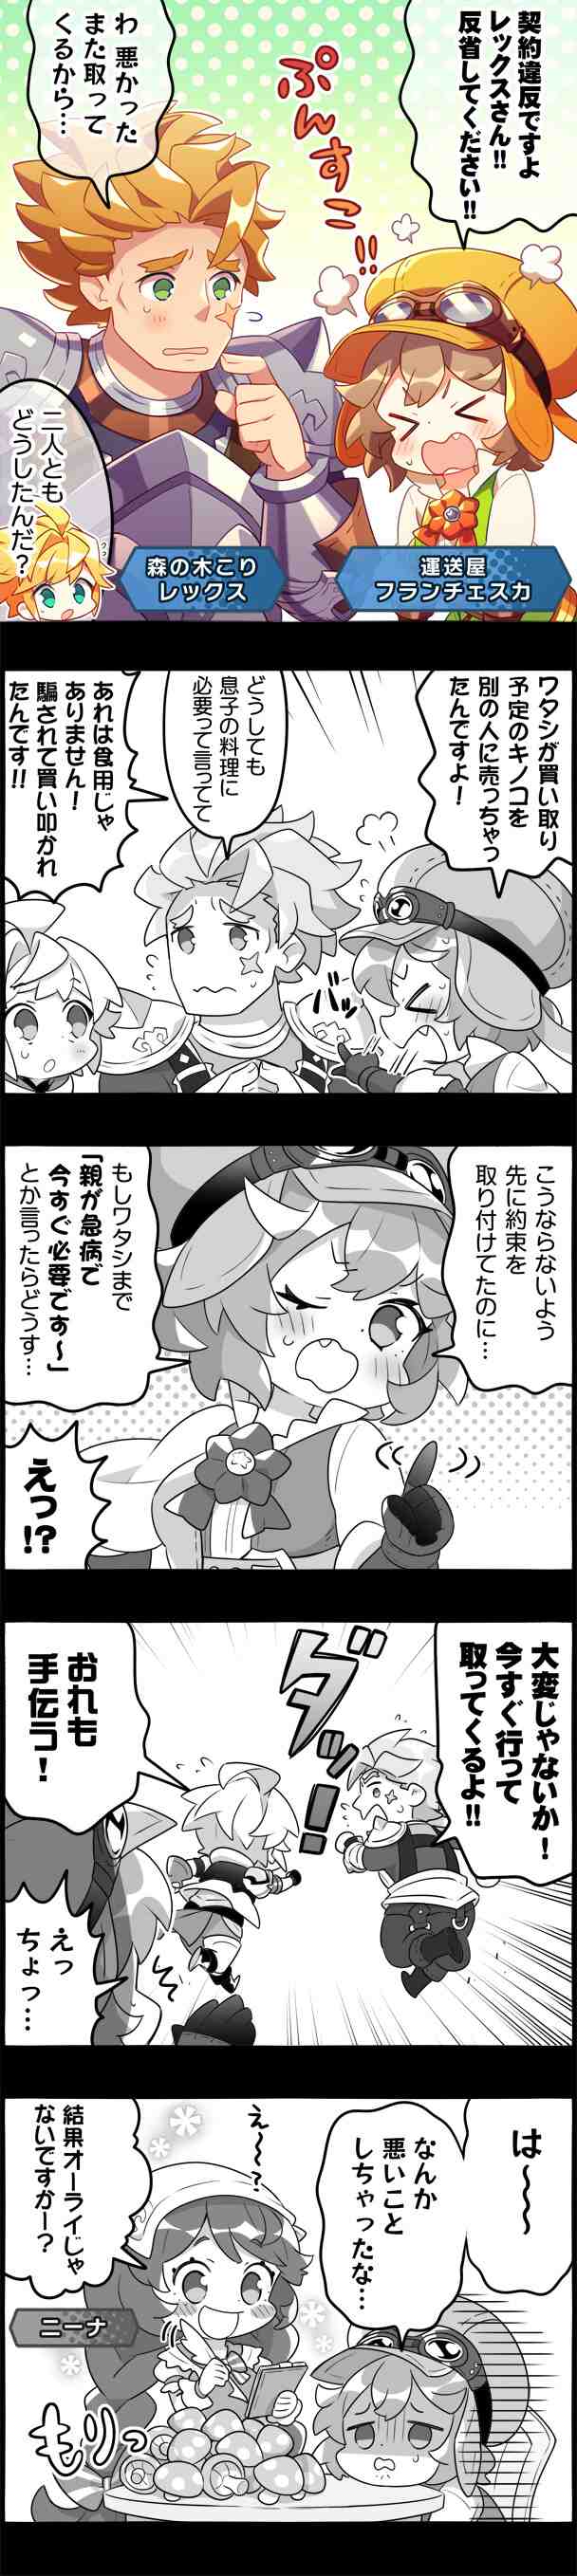 契約違反ですよ
レックスさん!!
反省してください!!
ぷんすこ!!
わ 悪かった
また取って
くるから…
二人とも
どうしたんだ?
森の木こり
レックス
運送屋
フランチェスカ
ワタシが買い取り
予定のキノコを
別の人に売っちゃっ
たんですよ!
どうしても
息子の料理に
必要って言ってて
あれは食用じゃ
ありません!
騙されて買い叩かれ
たんです!!
バッ
こうならないよう
先に約束を
取り付けてたのに…
もしワタシまで
「親が急病で
今すぐ必要です〜」
とか言ったらどうす…
えっ!?
大変じゃないか!
今すぐ行って
取ってくるよ!!
ダッ!
おれも
手伝う!
えっ
ちょっ…
は〜〜〜
なんか
悪いこと
しちゃったな…
え〜〜?
結果オーライじゃ
ないですかー?
ニーナ
もりっ